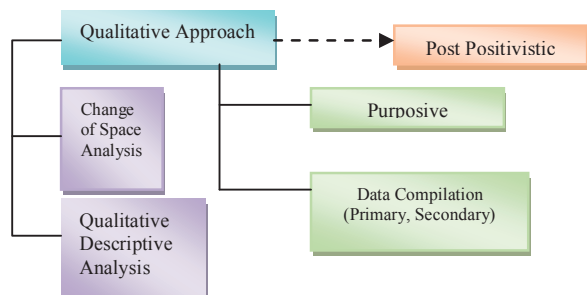 Qualitative Approach
Post Positivistic
Change
of Space
Analysis
Purposive
Data Compilation
(Primary, Secondary)
Qualitative
Descriptive
Analysis